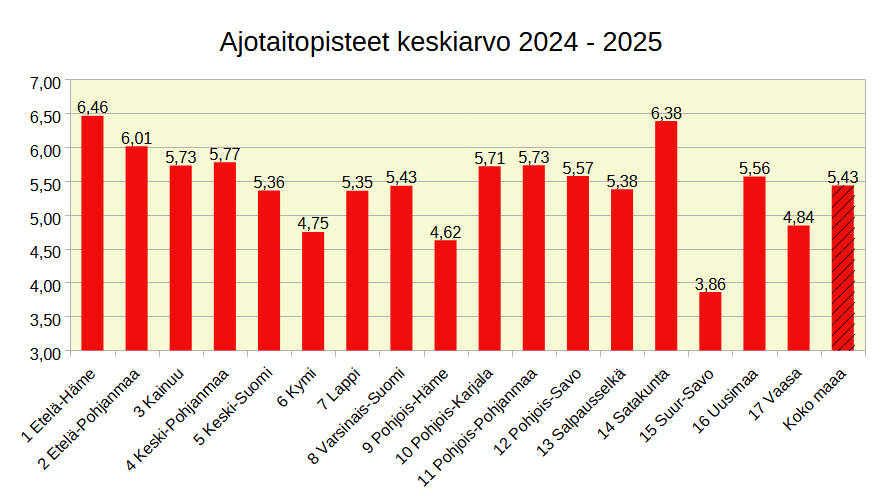 Ajotaitopisteet keskiarvo 2024 - 2025
7,00
6,50
6,00
5,50
5,00
4,50
4,00
3,50
3,00
6,46
6,01
5,73
5,77
5,36
4,75
5,35
5,43
4,62
5,71
5,73
5,57
5,38
6,38
3,86
5,56
4,84
5,43
1 Etelä-Häme
2 Etelä-Pohjanmaa
3 Kainuu
4 Keski-Pohjanmaa
5 Keski-Suomi
6 Kymi
7 Lappi
8 Varsinais-Suomi
9 Pohjois-Häme
10 Pohjois-Karjala
11 Pohjois-Pohjanmaa
12 Pohjois-Savo
13 Salpausselkä
14 Satakunta
15 Suur-Savo
16 Uusimaa
17 Vaasa
Koko maaa